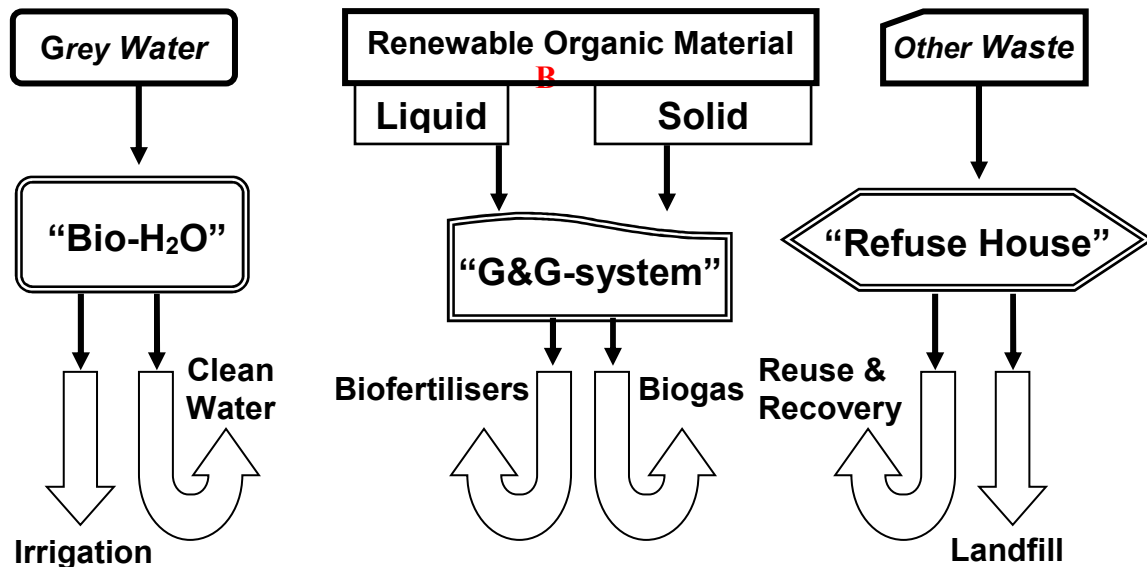 Grey Water
Renewable Organic Material
B
Other Waste
Liquid
Solid
“Bio-H₂O”
“G&G-system”
“Refuse House”
Clean
Water
Biofertilisers
Biogas
Reuse &
Recovery
Irrigation
Landfill